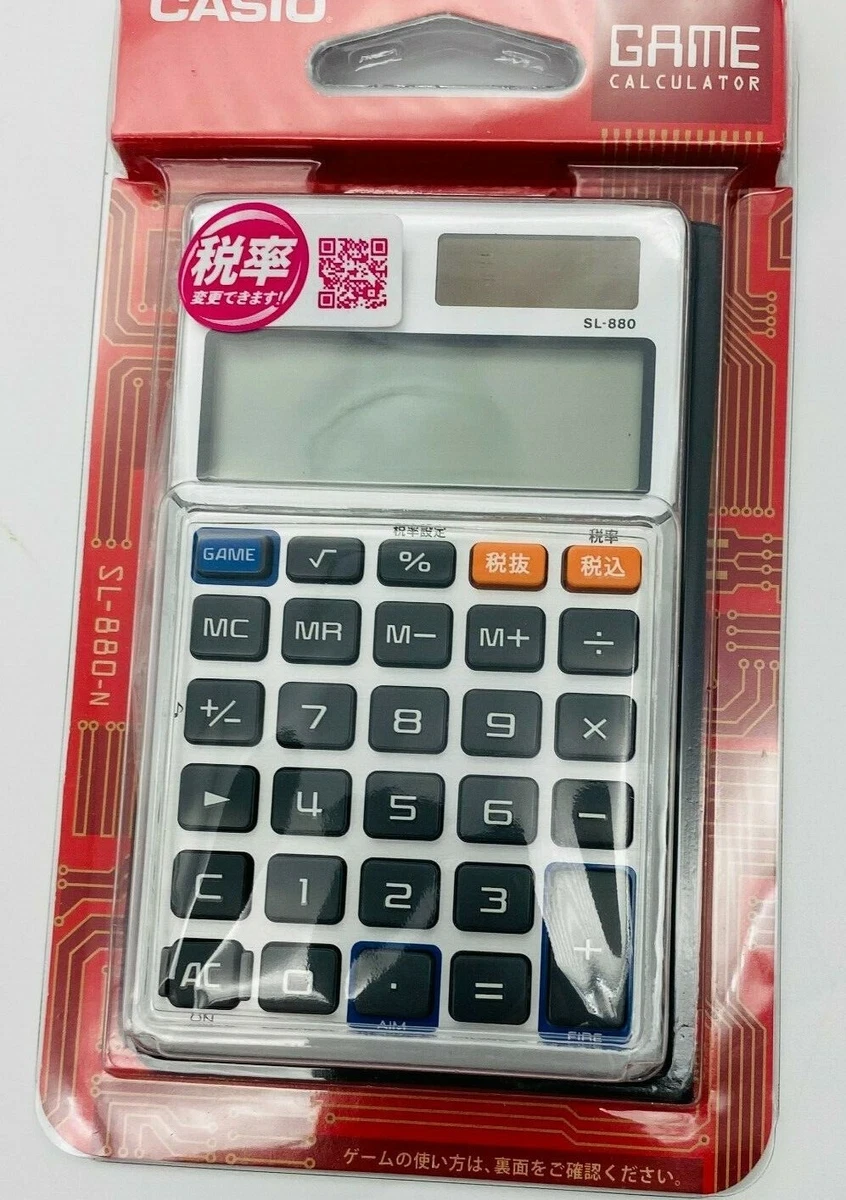 CASIO
GAME
CALCULATOR
税率
変更できます!
SL-880
税率設定
税率
GAME √ % 税抜 税込
MC MR M− M+ ÷
♪ +/− 7 8 9 ×
► 4 5 6 −
C 1 2 3 +
AC 0 · =
ON AIM FIRE
SL-880-N
ゲームの使い方は、裏面をご確認ください。